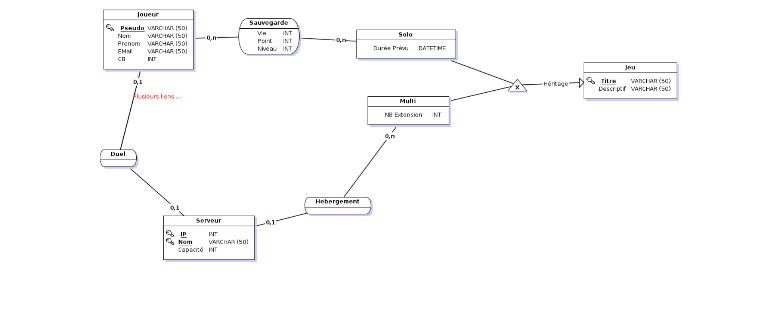 Joueur
Pseudo VARCHAR (50)
Nom VARCHAR (50)
Prenom VARCHAR (50)
EMail VARCHAR (50)
CB INT
0,n
Sauvegarde
Vie INT
Point INT
Niveau INT
0,n
Solo
Durée Prévu DATETIME
Jeu
Titre VARCHAR (50)
Descriptif VARCHAR (50)
Héritage
X
0,1
Plusieurs liens ...
Multi
NB Extension INT
0,n
Duel
0,1
Hebergement
0,1
Serveur
IP INT
Nom VARCHAR (50)
Capacité INT